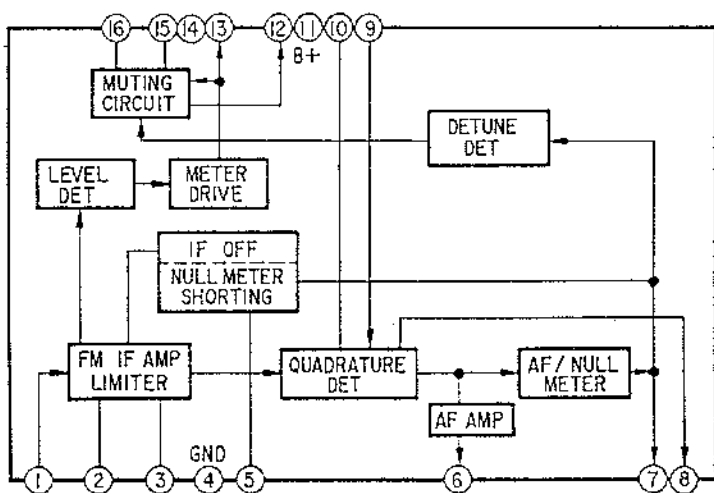 16 15 14 13 12 11 10 9
B+
MUTING
CIRCUIT
DETUNE
DET
LEVEL
DET
METER
DRIVE
IF OFF
NULL METER
SHORTING
FM IF AMP
LIMITER
QUADRATURE
DET
AF/NULL
METER
AF AMP
GND
1 2 3 4 5 6 7 8